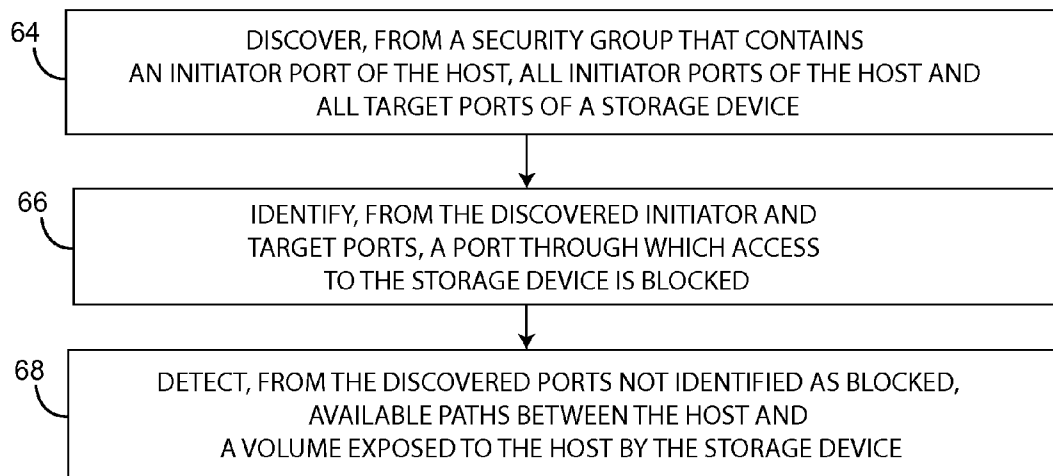 64
DISCOVER, FROM A SECURITY GROUP THAT CONTAINS
AN INITIATOR PORT OF THE HOST, ALL INITIATOR PORTS OF THE HOST AND
ALL TARGET PORTS OF A STORAGE DEVICE
66
IDENTIFY, FROM THE DISCOVERED INITIATOR AND
TARGET PORTS, A PORT THROUGH WHICH ACCESS
TO THE STORAGE DEVICE IS BLOCKED
68
DETECT, FROM THE DISCOVERED PORTS NOT IDENTIFIED AS BLOCKED,
AVAILABLE PATHS BETWEEN THE HOST AND
A VOLUME EXPOSED TO THE HOST BY THE STORAGE DEVICE